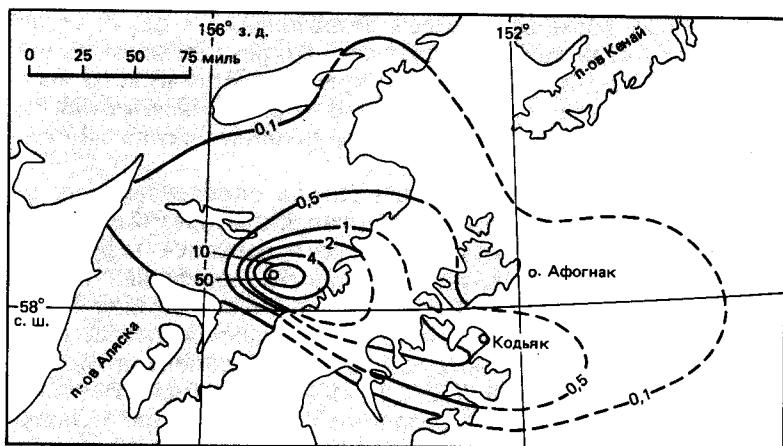 156° з. д.
152°
0 25 50 75 миль
п-ов Кенай
0,1
0,5
1
2
10
4
50
о. Афогнак
58°
с. ш.
Кодьяк
п-ов Аляска
0,5
0,1